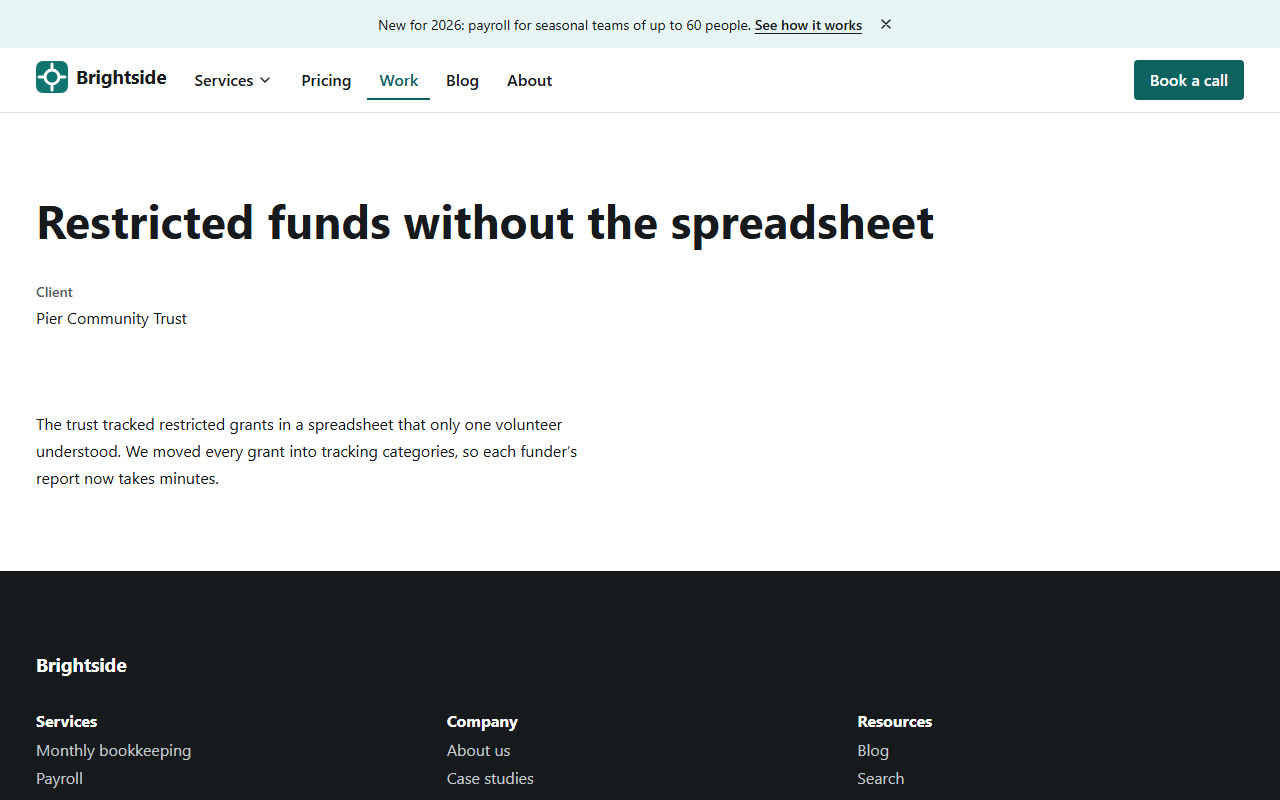 New for 2026: payroll for seasonal teams of up to 60 people. See how it works
Brightside
Services
Pricing
Work
Blog
About
Book a call
Restricted funds without the spreadsheet
Client
Pier Community Trust
The trust tracked restricted grants in a spreadsheet that only one volunteer
understood. We moved every grant into tracking categories, so each funder’s
report now takes minutes.
Brightside
Services
Monthly bookkeeping
Payroll
Company
About us
Case studies
Resources
Blog
Search